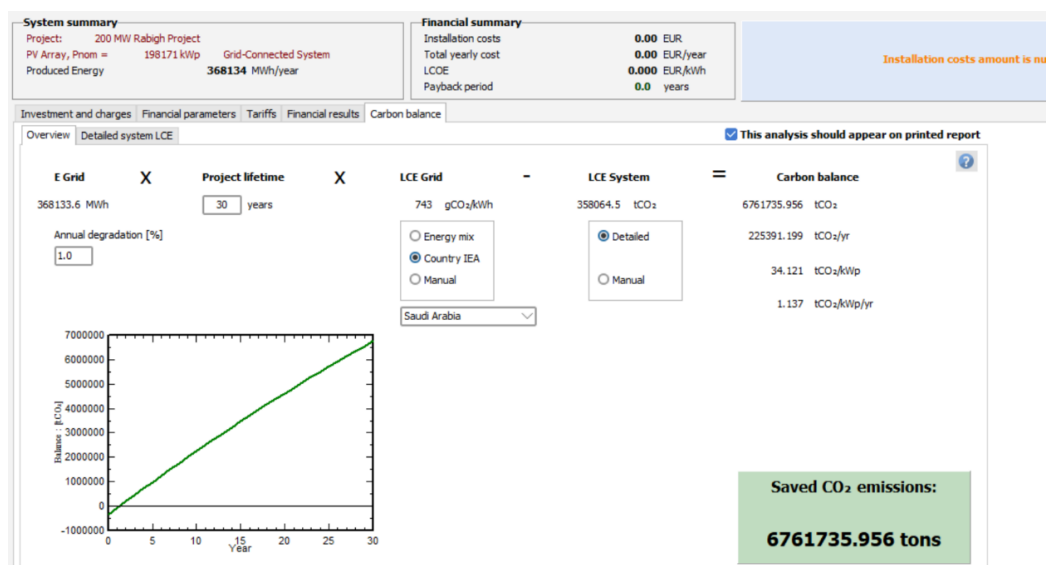 System summary
Project: 200 MW Rabigh Project
PV Array, Pnom = 198171 kWp Grid-Connected System
Produced Energy 368134 MWh/year
Financial summary
Installation costs 0.00 EUR
Total yearly cost 0.00 EUR/year
LCOE 0.000 EUR/kWh
Payback period 0.0 years
Installation costs amount is nu
Investment and charges Financial parameters Tariffs Financial results Carbon balance
Overview Detailed system LCE
This analysis should appear on printed report
?
E Grid X Project lifetime X LCE Grid - LCE System = Carbon balance
368133.6 MWh 30 years 743 gCO₂/kWh 358064.5 tCO₂ 6761735.956 tCO₂
Annual degradation [%]
1.0
Energy mix
Country IEA
Manual
Saudi Arabia
Detailed
Manual
225391.199 tCO₂/yr
34.121 tCO₂/kWp
1.137 tCO₂/kWp/yr
7000000
6000000
5000000
4000000
3000000
2000000
1000000
0
-1000000
Balance : [tCO₂]
0 5 10 15 20 25 30
Year
Saved CO₂ emissions:
6761735.956 tons